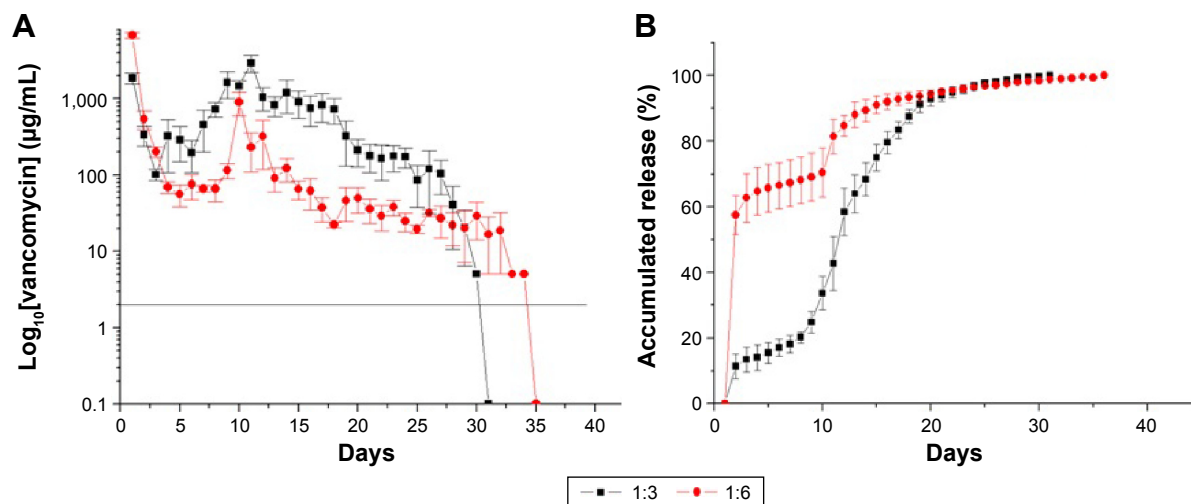 A
Log10[vancomycin] (µg/mL)
1,000
100
10
1
0.1
0 5 10 15 20 25 30 35 40
Days
B
Accumulated release (%)
100
80
60
40
20
0
0 10 20 30 40
Days
1:3 1:6